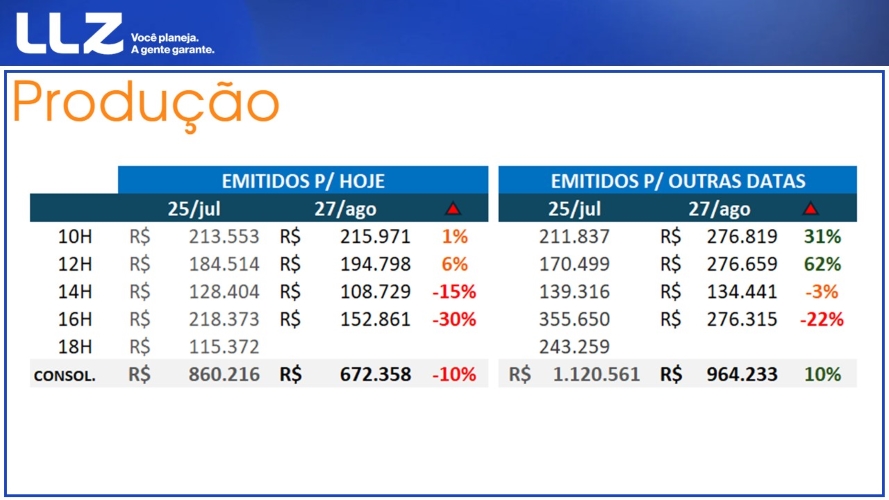 LLZ
Você planeja.
A gente garante.
Produção
EMITIDOS P/ HOJE EMITIDOS P/ OUTRAS DATAS
25/jul 27/ago 25/jul 27/ago
10H R$ 213.553 R$ 215.971 1% 211.837 R$ 276.819 31%
12H R$ 184.514 R$ 194.798 6% 170.499 R$ 276.659 62%
14H R$ 128.404 R$ 108.729 -15% 139.316 R$ 134.441 -3%
16H R$ 218.373 R$ 152.861 -30% 355.650 R$ 276.315 -22%
18H R$ 115.372 243.259
CONSOL. R$ 860.216 R$ 672.358 -10% R$ 1.120.561 R$ 964.233 10%